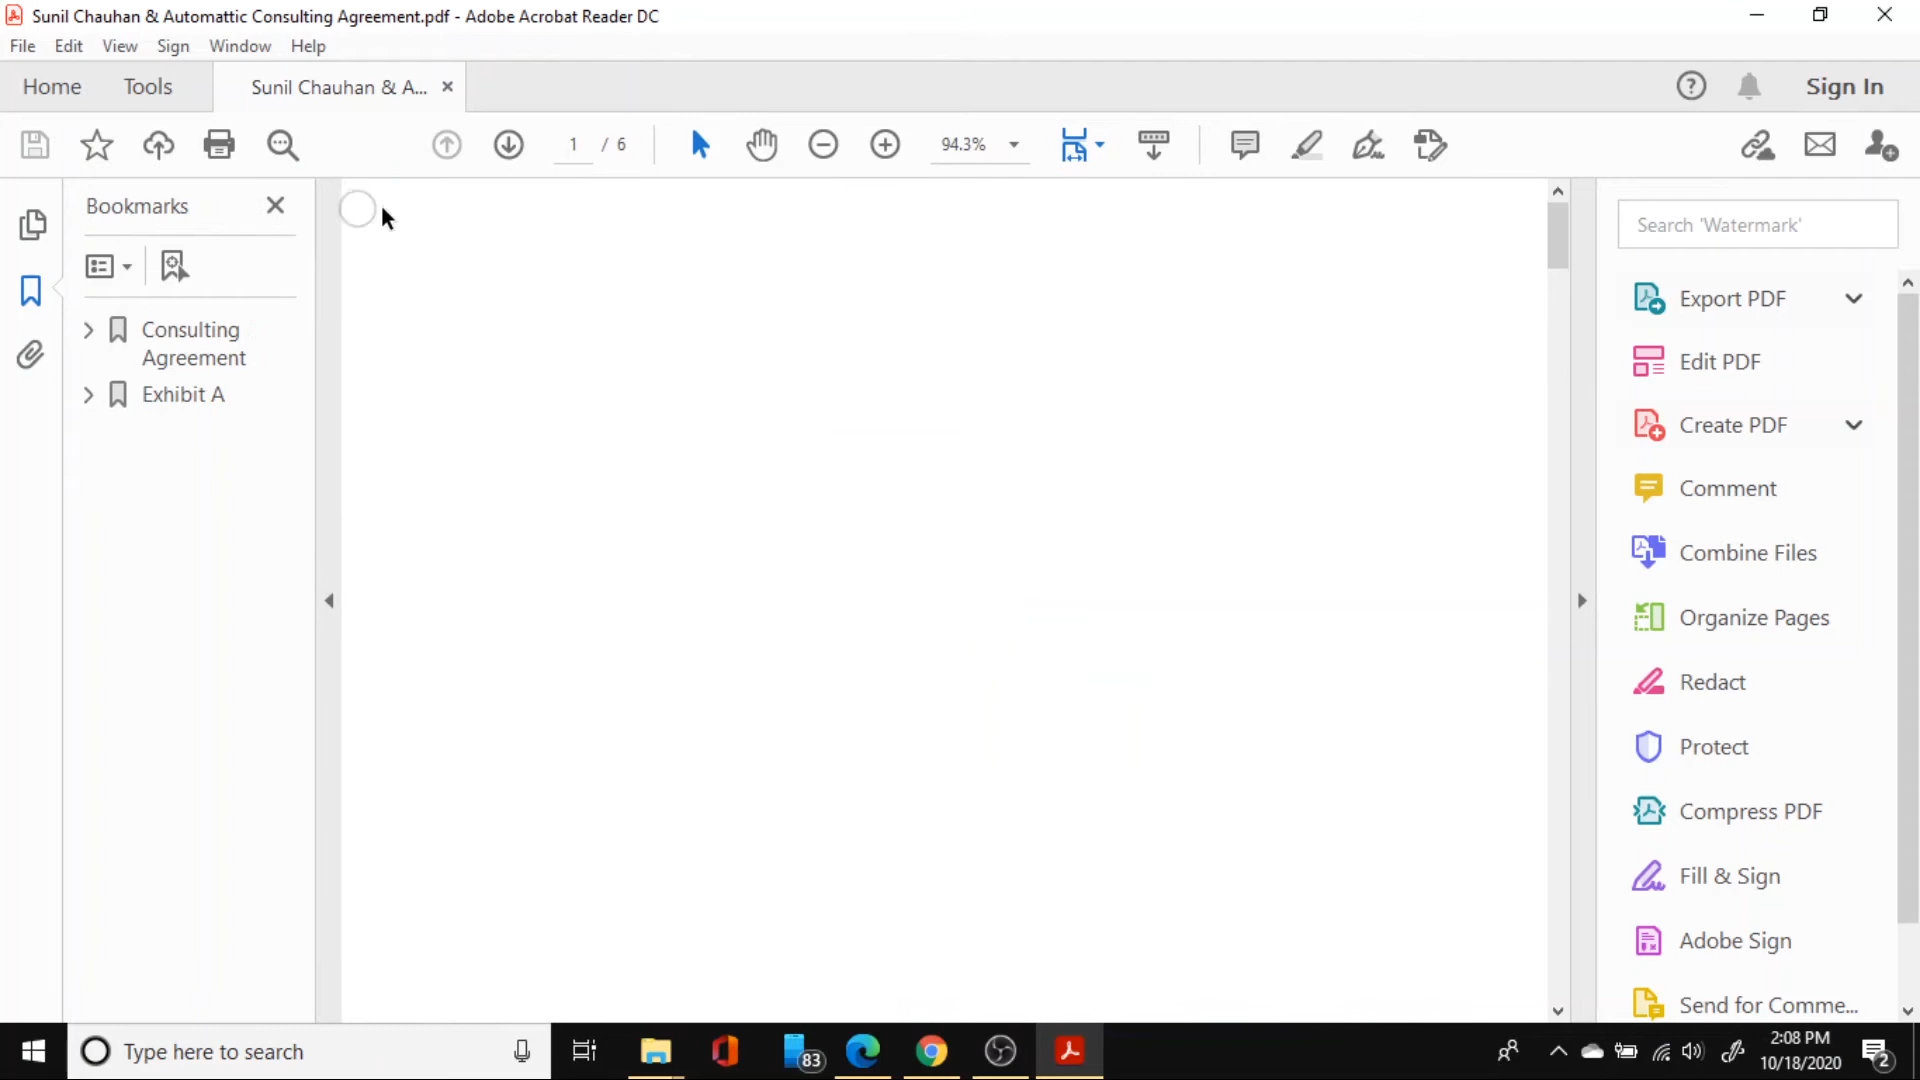 Sunil Chauhan & Automattic Consulting Agreement.pdf - Adobe Acrobat Reader DC
File Edit View Sign Window Help
Home Tools Sunil Chauhan & A... Sign In
1 / 6 94.3%
Bookmarks
Consulting
Agreement
Exhibit A
Search 'Watermark'
Export PDF
Edit PDF
Create PDF
Comment
Combine Files
Organize Pages
Redact
Protect
Compress PDF
Fill & Sign
Adobe Sign
Send for Comme...
Type here to search
83
2:08 PM
10/18/2020
2